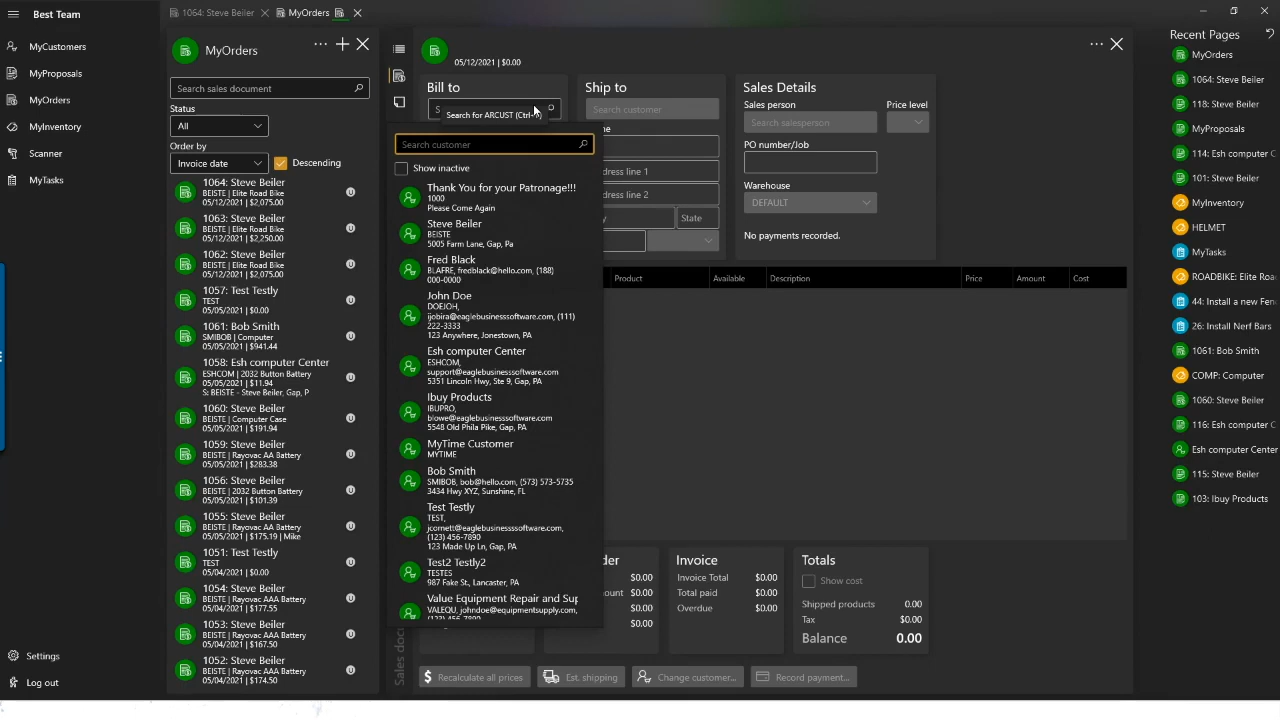 Best Team
1064: Steve Beiler
MyOrders
MyCustomers
MyProposals
MyOrders
MyInventory
Scanner
MyTasks
Settings
Log out
MyOrders
Search sales document
Status
All
Order by
Invoice date
Descending
1064: Steve Beiler
BEISTE | Elite Road Bike
05/12/2021 | $2,075.00
1063: Steve Beiler
BEISTE | Elite Road Bike
05/12/2021 | $2,250.00
1062: Steve Beiler
BEISTE | Elite Road Bike
05/12/2021 | $2,075.00
1057: Test Testly
TEST
05/05/2021 | $0.00
1061: Bob Smith
SMIBOB | Computer
05/05/2021 | $941.44
1058: Esh computer Center
ESHCOM | 2032 Button Battery
05/05/2021 | $11.94
S: BEISTE - Steve Beiler, Gap, P
1060: Steve Beiler
BEISTE | Computer Case
05/05/2021 | $191.94
1059: Steve Beiler
BEISTE | Rayovac AA Battery
05/05/2021 | $283.38
1056: Steve Beiler
BEISTE | 2032 Button Battery
05/05/2021 | $101.39
1055: Steve Beiler
BEISTE | Rayovac AA Battery
05/05/2021 | $175.19 | Mike
1051: Test Testly
TEST
05/04/2021 | $0.00
1054: Steve Beiler
BEISTE | Rayovac AAA Battery
05/04/2021 | $177.55
1053: Steve Beiler
BEISTE | Rayovac AAA Battery
05/04/2021 | $167.50
1052: Steve Beiler
BEISTE | Rayovac AAA Battery
05/04/2021 | $174.50
05/12/2021 | $0.00
Bill to
Search for ARCUST
Search customer
Show inactive
Thank You for your Patronage!!!
1000
Please Come Again
Steve Beiler
BEISTE
5005 Farm Lane, Gap, Pa
Fred Black
BLAFRE, fredblack@hello.com, (188)
000-0000
John Doe
DOEJOH,
ijobira@eaglebusinesssoftware.com, (111)
222-3333
123 Anywhere, Jonestown, PA
Esh computer Center
ESHCOM,
support@eaglebusinesssoftware.com
5351 Lincoln Hwy, Ste 9, Gap, PA
Ibuy Products
IBUPRO,
blowe@eaglebusinesssoftware.com
5548 Old Phila Pike, Gap, PA
MyTime Customer
MYTIME
Bob Smith
SMIBOB, bob@hello.com, (573) 573-5735
3434 Hwy XYZ, Sunshine, FL
Test Testly
TEST,
jcornett@eaglebusinessssoftware.com,
(123) 456-7890
123 Made Up Ln, Gap, PA
Test2 Testly2
TESTES
987 Fake St., Lancaster, PA
Value Equipment Repair and Sup
VALEQU, johndoe@equipmentsupply.com,
(123) 456-7890
Ship to
Search customer
ddress line 1
ddress line 2
State
Sales Details
Sales person
Price level
Search salesperson
PO number/Job
Warehouse
DEFAULT
No payments recorded.
Product
Available
Description
Price
Amount
Cost
der
$0.00
ount $0.00
$0.00
$0.00
Invoice
Invoice Total $0.00
Total paid $0.00
Overdue $0.00
Totals
Show cost
Shipped products 0.00
Tax $0.00
Balance 0.00
Sales docu
Recalculate all prices
Est. shipping
Change customer...
Record payment...
Recent Pages
MyOrders
1064: Steve Beiler
118: Steve Beiler
MyProposals
114: Esh computer C
101: Steve Beiler
MyInventory
HELMET
MyTasks
ROADBIKE: Elite Roa
44: Install a new Fen
26: Install Nerf Bars
1061: Bob Smith
COMP: Computer
1060: Steve Beiler
116: Esh computer C
Esh computer Center
115: Steve Beiler
103: Ibuy Products